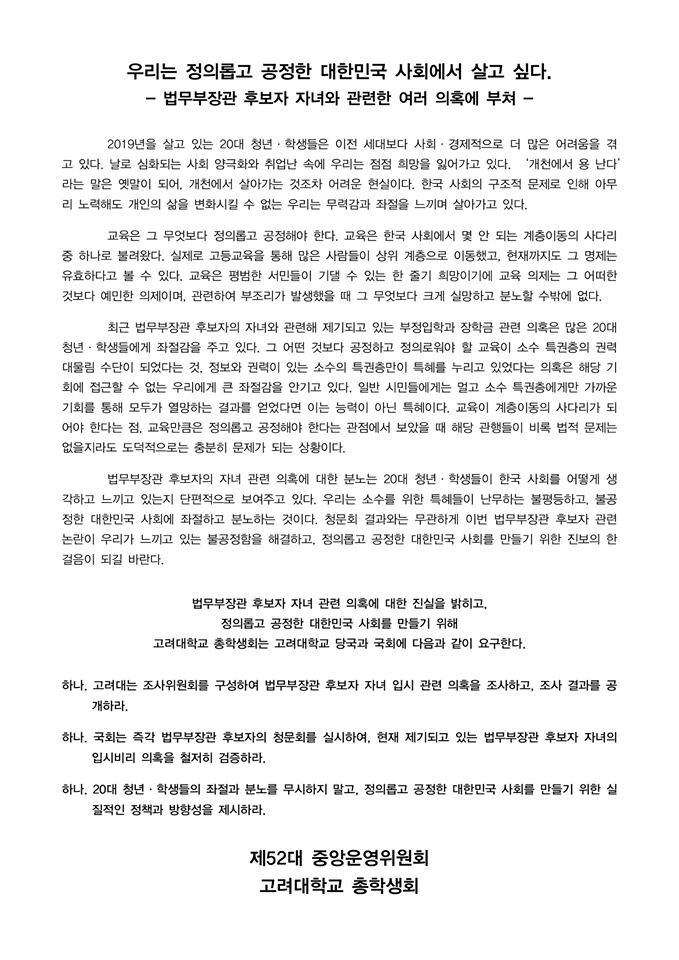 우리는 정의롭고 공정한 대한민국 사회에서 살고 싶다.
- 법무부장관 후보자 자녀와 관련한 여러 의혹에 부쳐 -
2019년을 살고 있는 20대 청년·학생들은 이전 세대보다 사회·경제적으로 더 많은 어려움을 겪
고 있다. 날로 심화되는 사회 양극화와 취업난 속에 우리는 점점 희망을 잃어가고 있다. ‘개천에서 용 난다’
라는 말은 옛말이 되어, 개천에서 살아가는 것조차 어려운 현실이다. 한국 사회의 구조적 문제로 인해 아무
리 노력해도 개인의 삶을 변화시킬 수 없는 우리는 무력감과 좌절을 느끼며 살아가고 있다.
교육은 그 무엇보다 정의롭고 공정해야 한다. 교육은 한국 사회에서 몇 안 되는 계층이동의 사다리
중 하나로 불려왔다. 실제로 고등교육을 통해 많은 사람들이 상위 계층으로 이동했고, 현재까지도 그 명제는
유효하다고 볼 수 있다. 교육은 평범한 서민들이 기댈 수 있는 한 줄기 희망이기에 교육 의제는 그 어떠한
것보다 예민한 의제이며, 관련하여 부조리가 발생했을 때 그 무엇보다 크게 실망하고 분노할 수밖에 없다.
최근 법무부장관 후보자의 자녀와 관련해 제기되고 있는 부정입학과 장학금 관련 의혹은 많은 20대
청년·학생들에게 좌절감을 주고 있다. 그 어떤 것보다 공정하고 정의로워야 할 교육이 소수 특권층의 권력
대물림 수단이 되었다는 것, 정보와 권력이 있는 소수의 특권층만이 특혜를 누리고 있었다는 의혹은 해당 기
회에 접근할 수 없는 우리에게 큰 좌절감을 안기고 있다. 일반 시민들에게는 멀고 소수 특권층에게만 가까운
기회를 통해 모두가 열망하는 결과를 얻었다면 이는 능력이 아닌 특혜이다. 교육이 계층이동의 사다리가 되
어야 한다는 점, 교육만큼은 정의롭고 공정해야 한다는 관점에서 보았을 때 해당 관행들이 비록 법적 문제는
없을지라도 도덕적으로는 충분히 문제가 되는 상황이다.
법무부장관 후보자의 자녀 관련 의혹에 대한 분노는 20대 청년·학생들이 한국 사회를 어떻게 생
각하고 느끼고 있는지 단편적으로 보여주고 있다. 우리는 소수를 위한 특혜들이 난무하는 불평등하고, 불공
정한 대한민국 사회에 좌절하고 분노하는 것이다. 청문회 결과와는 무관하게 이번 법무부장관 후보자 관련
논란이 우리가 느끼고 있는 불공정함을 해결하고, 정의롭고 공정한 대한민국 사회를 만들기 위한 진보의 한
걸음이 되길 바란다.
법무부장관 후보자 자녀 관련 의혹에 대한 진실을 밝히고,
정의롭고 공정한 대한민국 사회를 만들기 위해
고려대학교 총학생회는 고려대학교 당국과 국회에 다음과 같이 요구한다.
하나. 고려대는 조사위원회를 구성하여 법무부장관 후보자 자녀 입시 관련 의혹을 조사하고, 조사 결과를 공
개하라.
하나. 국회는 즉각 법무부장관 후보자의 청문회를 실시하여, 현재 제기되고 있는 법무부장관 후보자 자녀의
입시비리 의혹을 철저히 검증하라.
하나. 20대 청년·학생들의 좌절과 분노를 무시하지 말고, 정의롭고 공정한 대한민국 사회를 만들기 위한 실
질적인 정책과 방향성을 제시하라.
제52대 중앙운영위원회
고려대학교 총학생회